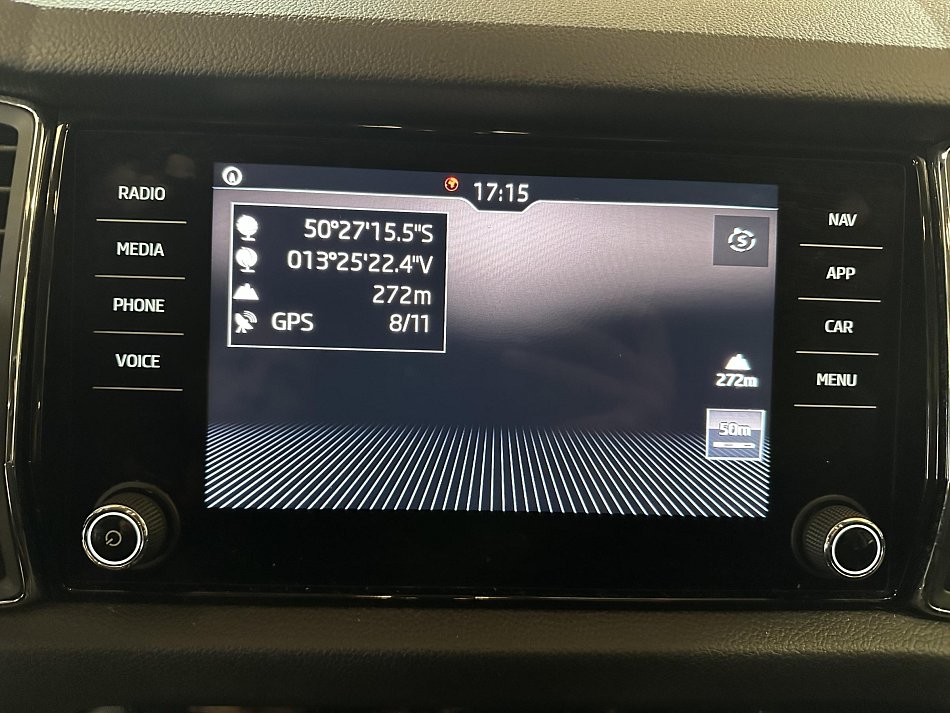 17:15
RADIO
MEDIA
PHONE
VOICE
50°27'15.5"S
013°25'22.4"V
272m
GPS 8/11
S
272m
50m
NAV
APP
CAR
MENU